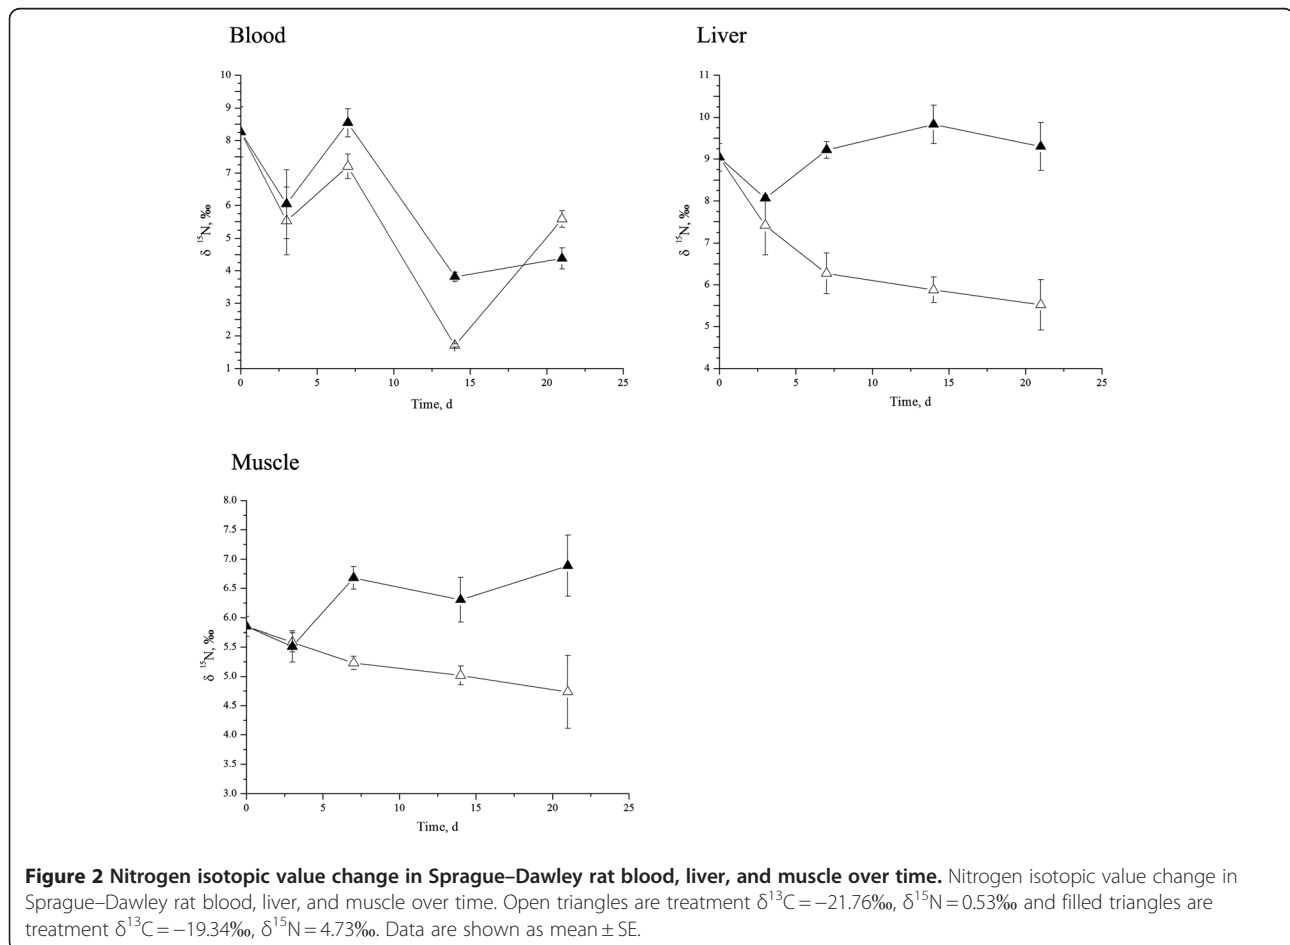 Blood
10
9
8
7
6
5
4
3
2
1
δ ¹⁵N, ‰
0 5 10 15 20 25
Time, d
Liver
11
10
9
8
7
6
5
4
δ ¹⁵N, ‰
0 5 10 15 20 25
Time, d
Muscle
8.0
7.5
7.0
6.5
6.0
5.5
5.0
4.5
4.0
3.5
3.0
δ ¹⁵N, ‰
0 5 10 15 20 25
Time, d
Figure 2 Nitrogen isotopic value change in Sprague–Dawley rat blood, liver, and muscle over time. Nitrogen isotopic value change in
Sprague–Dawley rat blood, liver, and muscle over time. Open triangles are treatment δ¹³C = −21.76‰, δ¹⁵N = 0.53‰ and filled triangles are
treatment δ¹³C = −19.34‰, δ¹⁵N = 4.73‰. Data are shown as mean ± SE.